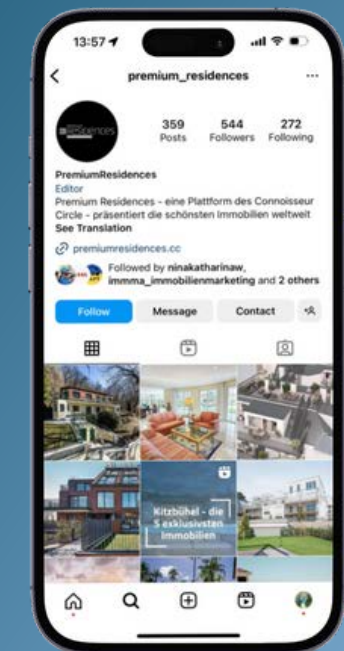 13:57
premium_residences
RESIDENCES
359 544 272
Posts Followers Following
PremiumResidences
Editor
Premium Residences - eine Plattform des Connoisseur
Circle - präsentiert die schönsten Immobilien weltweit
See Translation
premiumresidences.cc
Followed by ninakatharinaw,
immma_immobilienmarketing and 2 others
Follow Message Contact
Kitzbühel - die
5 exklusivsten
Immobilien